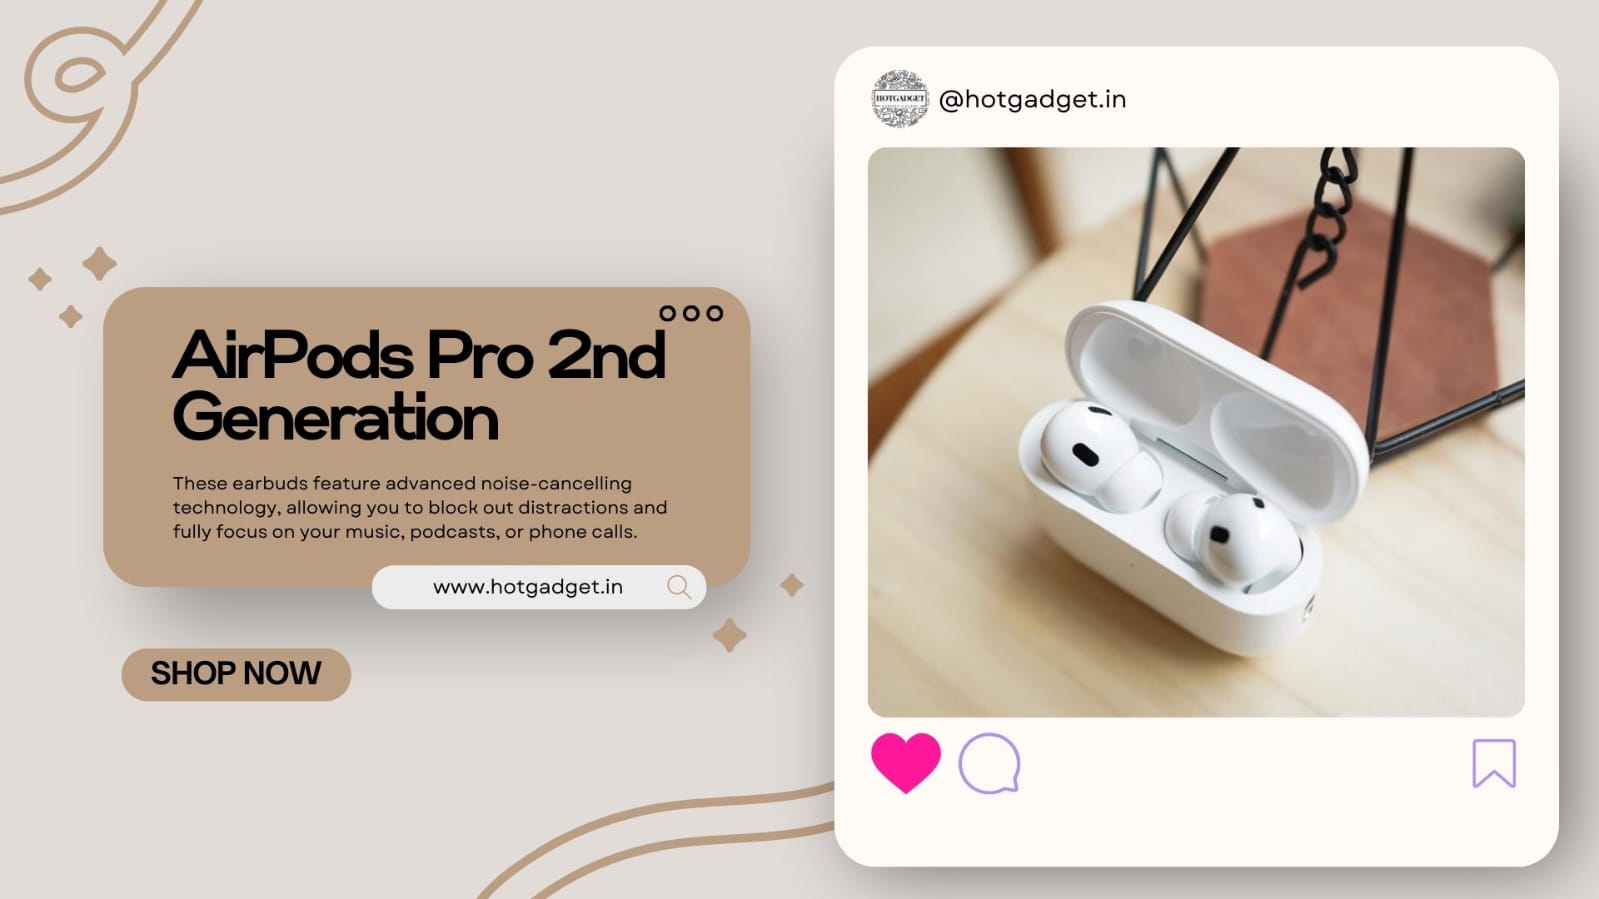 AirPods Pro 2nd
Generation
These earbuds feature advanced noise-cancelling
technology, allowing you to block out distractions and
fully focus on your music, podcasts, or phone calls.
www.hotgadget.in
SHOP NOW
HOTGADGET
@hotgadget.in